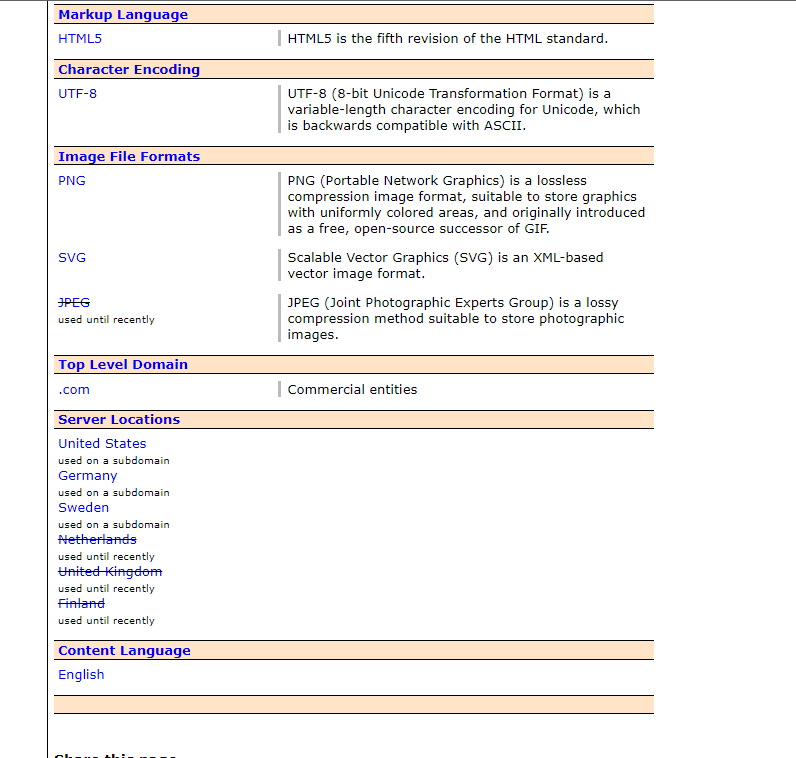 Markup Language
HTML5
HTML5 is the fifth revision of the HTML standard.
Character Encoding
UTF-8
UTF-8 (8-bit Unicode Transformation Format) is a
variable-length character encoding for Unicode, which
is backwards compatible with ASCII.
Image File Formats
PNG
PNG (Portable Network Graphics) is a lossless
compression image format, suitable to store graphics
with uniformly colored areas, and originally introduced
as a free, open-source successor of GIF.
SVG
Scalable Vector Graphics (SVG) is an XML-based
vector image format.
JPEG
used until recently
JPEG (Joint Photographic Experts Group) is a lossy
compression method suitable to store photographic
images.
Top Level Domain
.com
Commercial entities
Server Locations
United States
used on a subdomain
Germany
used on a subdomain
Sweden
used on a subdomain
Netherlands
used until recently
United Kingdom
used until recently
Finland
used until recently
Content Language
English
Share this page